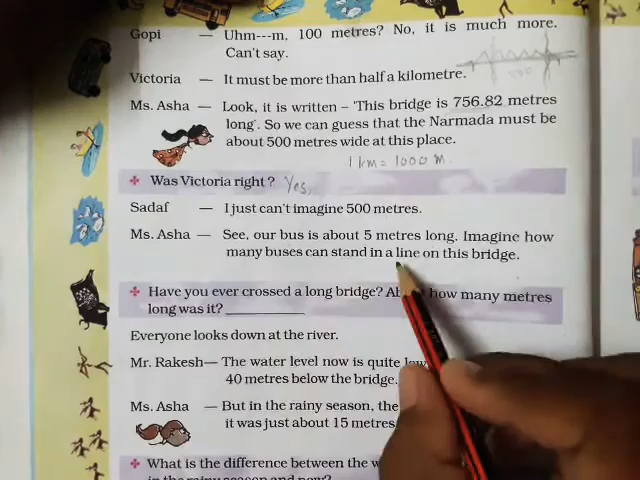 Gopi — Uhm---m, 100 metres? No, it is much more.
Can't say.
Victoria — It must be more than half a kilometre.
Ms. Asha — Look, it is written – 'This bridge is 756.82 metres
long'. So we can guess that the Narmada must be
about 500 metres wide at this place.
1 km = 1000 m.
❖ Was Victoria right? Yes,
Sadaf — I just can't imagine 500 metres.
Ms. Asha — See, our bus is about 5 metres long. Imagine how
many buses can stand in a line on this bridge.
❖ Have you ever crossed a long bridge? how many metres
long was it? __________
Everyone looks down at the river.
Mr. Rakesh— The water level now is quite
40 metres below the bridge.
Ms. Asha — But in the rainy season, the
it was just about 15 metres
❖ What is the difference between the
in the rainy season and now?